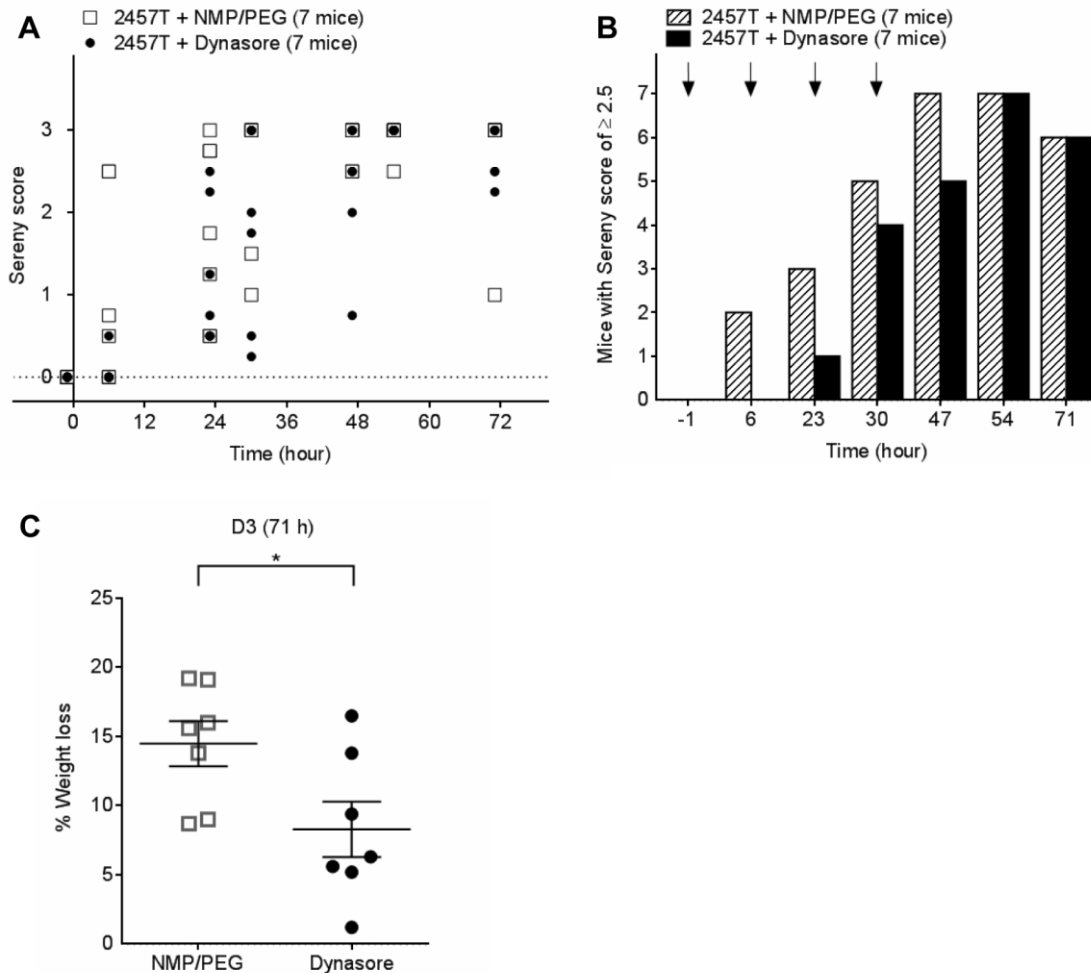 A
2457T + NMP/PEG (7 mice)
2457T + Dynasore (7 mice)
Sereny score
3
2
1
0
0 12 24 36 48 60 72
Time (hour)
B
2457T + NMP/PEG (7 mice)
2457T + Dynasore (7 mice)
Mice with Sereny score of ≥ 2.5
7
6
5
4
3
2
1
0
-1 6 23 30 47 54 71
Time (hour)
C
D3 (71 h)
*
% Weight loss
25
20
15
10
5
0
NMP/PEG Dynasore